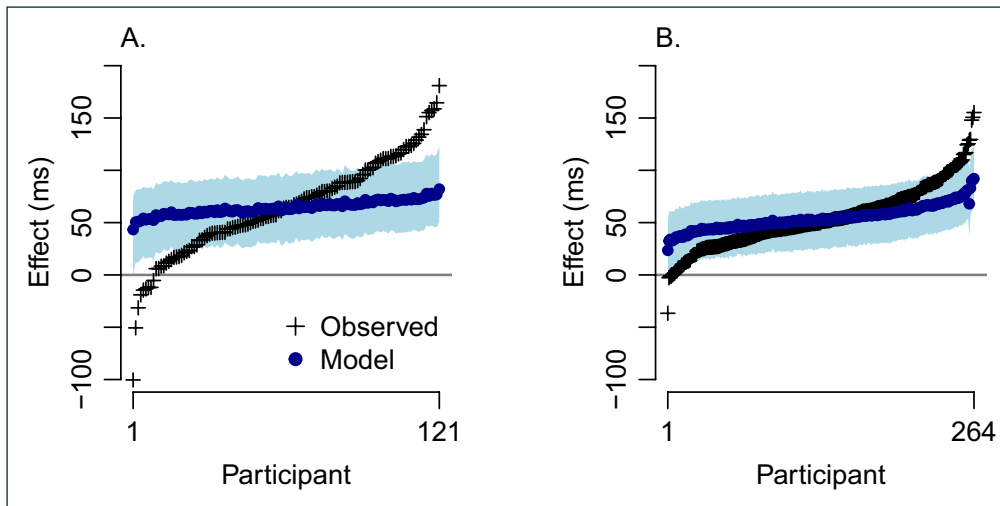 A.
Effect (ms)
150
50
0
−100
Observed
Model
1
121
Participant
B.
Effect (ms)
150
50
0
−100
1
264
Participant